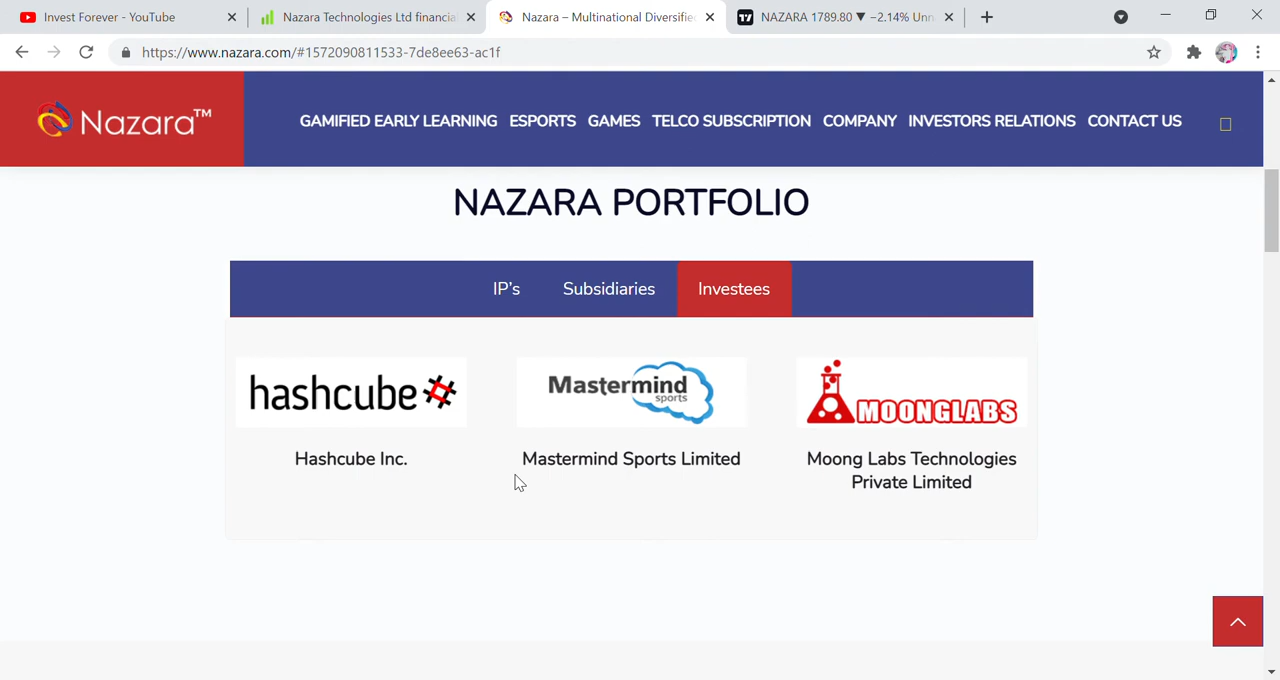 Invest Forever - YouTube
Nazara Technologies Ltd financia
Nazara – Multinational Diversifie
NAZARA 1789.80 ▼ −2.14% Unn
https://www.nazara.com/#1572090811533-7de8ee63-ac1f
Nazara™
GAMIFIED EARLY LEARNING ESPORTS GAMES TELCO SUBSCRIPTION COMPANY INVESTORS RELATIONS CONTACT US
NAZARA PORTFOLIO
IP's Subsidiaries Investees
hashcube
Mastermind
sports
MOONGLABS
Hashcube Inc.
Mastermind Sports Limited
Moong Labs Technologies
Private Limited